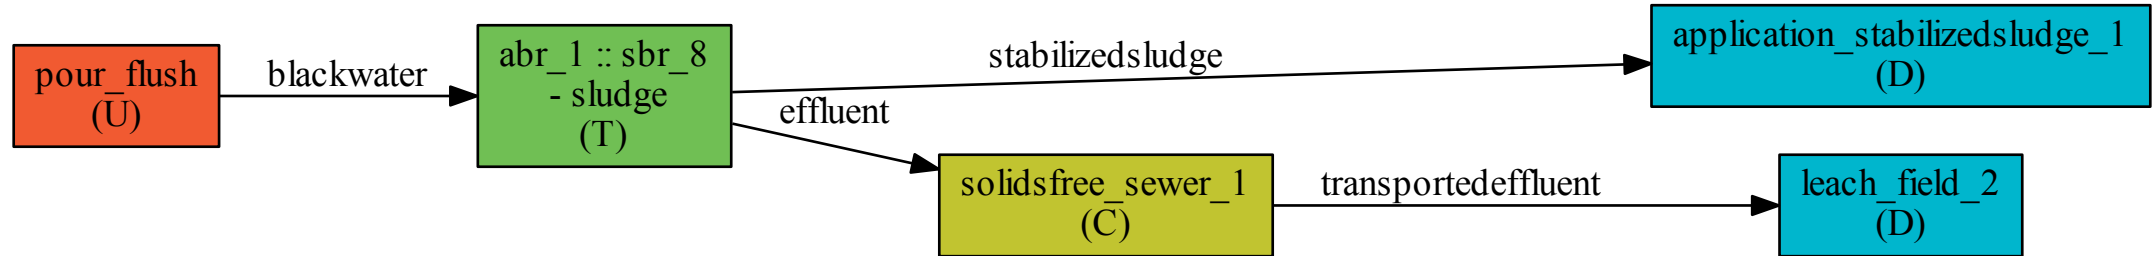 pour_flush
(U)
blackwater
abr_1 :: sbr_8
- sludge
(T)
stabilizedsludge
effluent
application_stabilizedsludge_1
(D)
solidsfree_sewer_1
(C)
transportedeffluent
leach_field_2
(D)